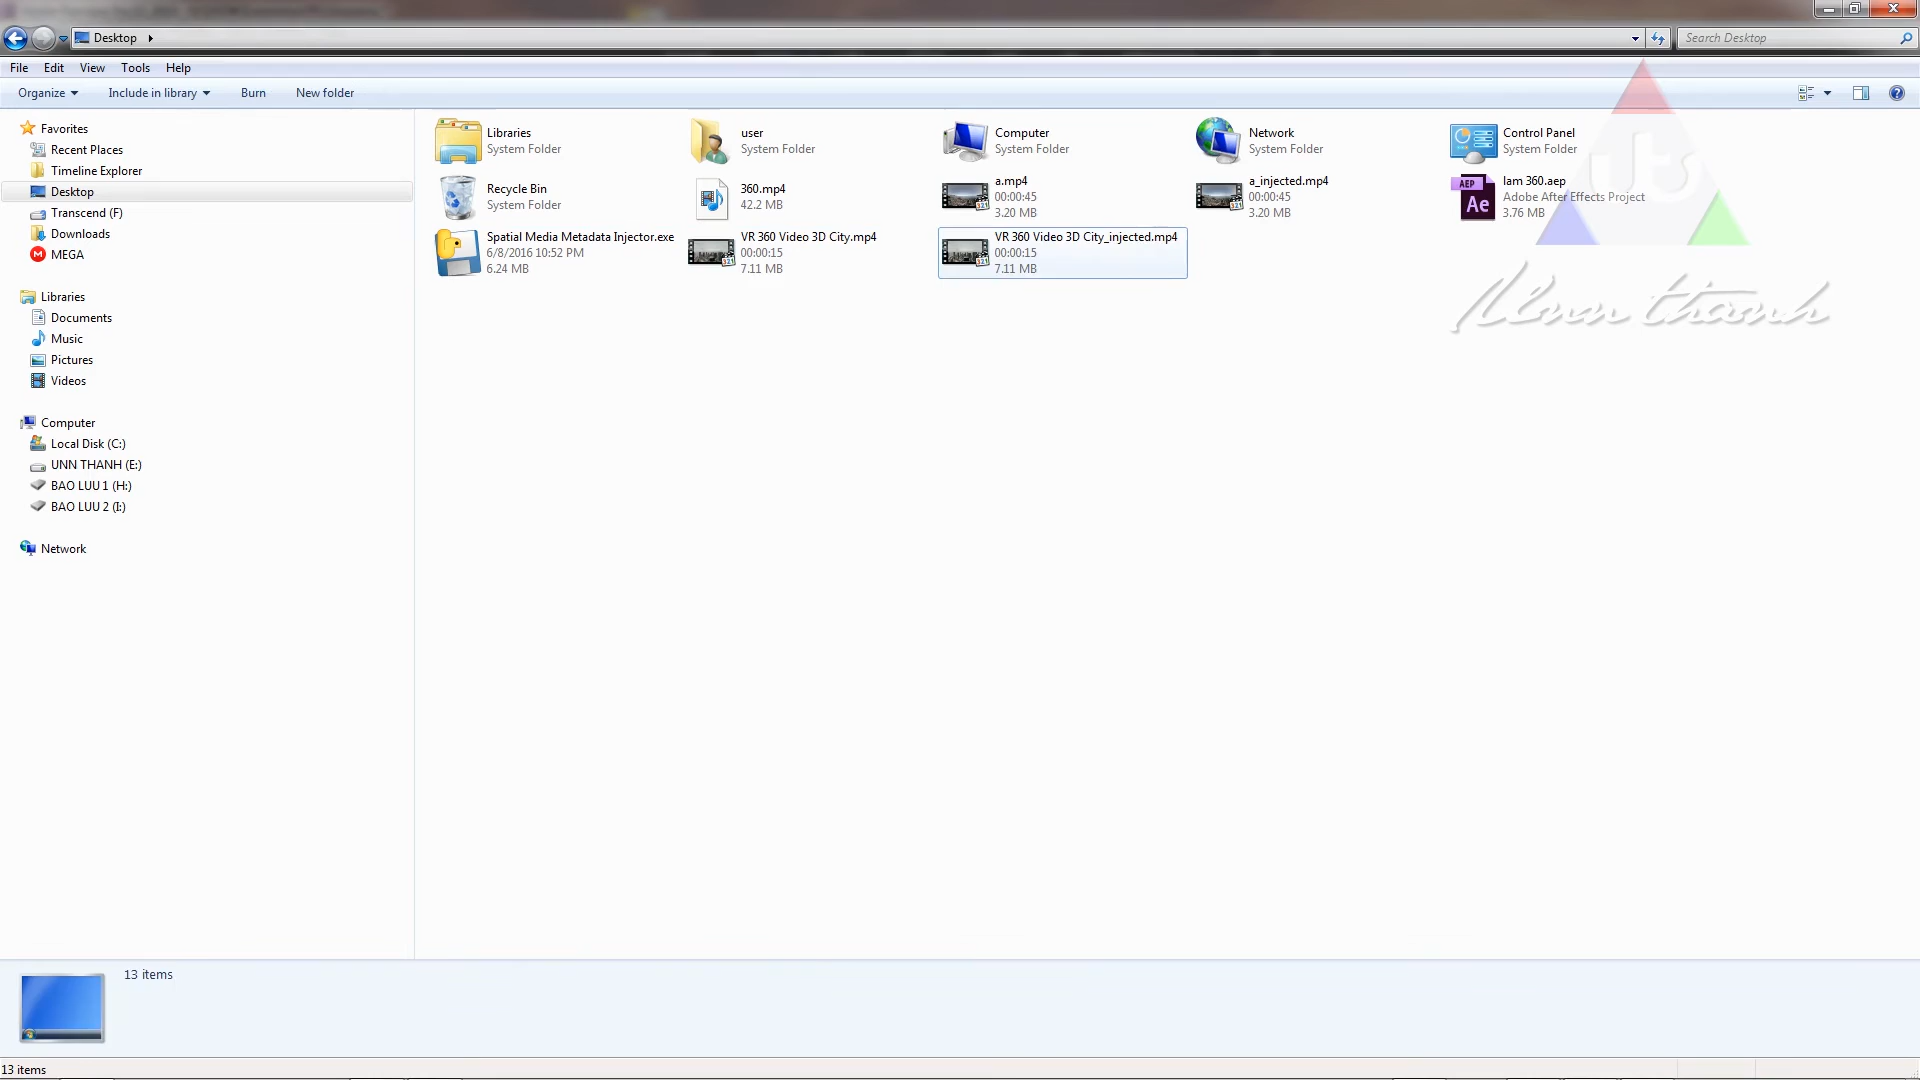 Desktop
Search Desktop
File Edit View Tools Help
Organize Include in library Burn New folder
Favorites
Recent Places
Timeline Explorer
Desktop
Transcend (F)
Downloads
MEGA
Libraries
Documents
Music
Pictures
Videos
Computer
Local Disk (C:)
UNN THANH (E:)
BAO LUU 1 (H:)
BAO LUU 2 (I:)
Network
Libraries
System Folder
user
System Folder
Computer
System Folder
Network
System Folder
Control Panel
System Folder
Recycle Bin
System Folder
360.mp4
42.2 MB
a.mp4
00:00:45
3.20 MB
a_injected.mp4
00:00:45
3.20 MB
AEP
Ae
lam 360.aep
Adobe After Effects Project
3.76 MB
Spatial Media Metadata Injector.exe
6/8/2016 10:52 PM
6.24 MB
VR 360 Video 3D City.mp4
00:00:15
7.11 MB
VR 360 Video 3D City_injected.mp4
00:00:15
7.11 MB
Unn thanh
13 items
13 items